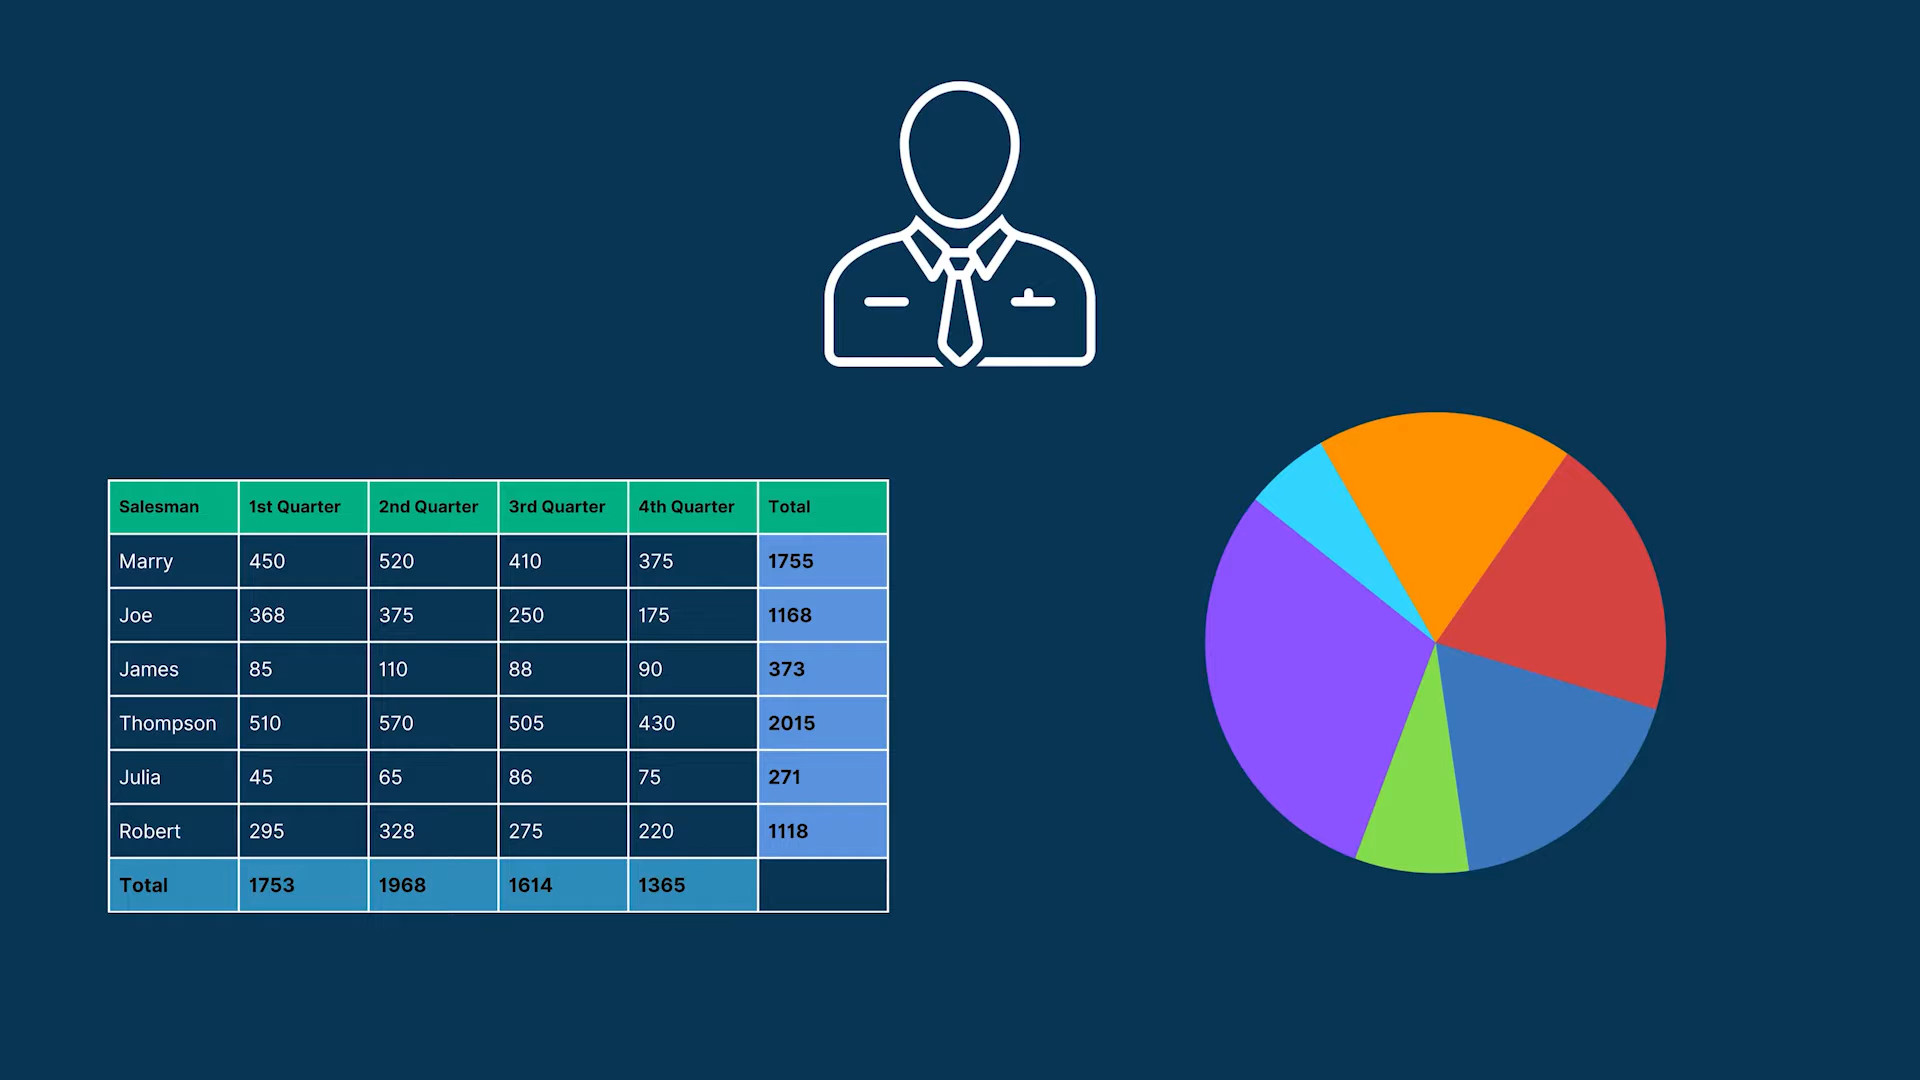 Salesman 1st Quarter 2nd Quarter 3rd Quarter 4th Quarter Total
Marry 450 520 410 375 1755
Joe 368 375 250 175 1168
James 85 110 88 90 373
Thompson 510 570 505 430 2015
Julia 45 65 86 75 271
Robert 295 328 275 220 1118
Total 1753 1968 1614 1365